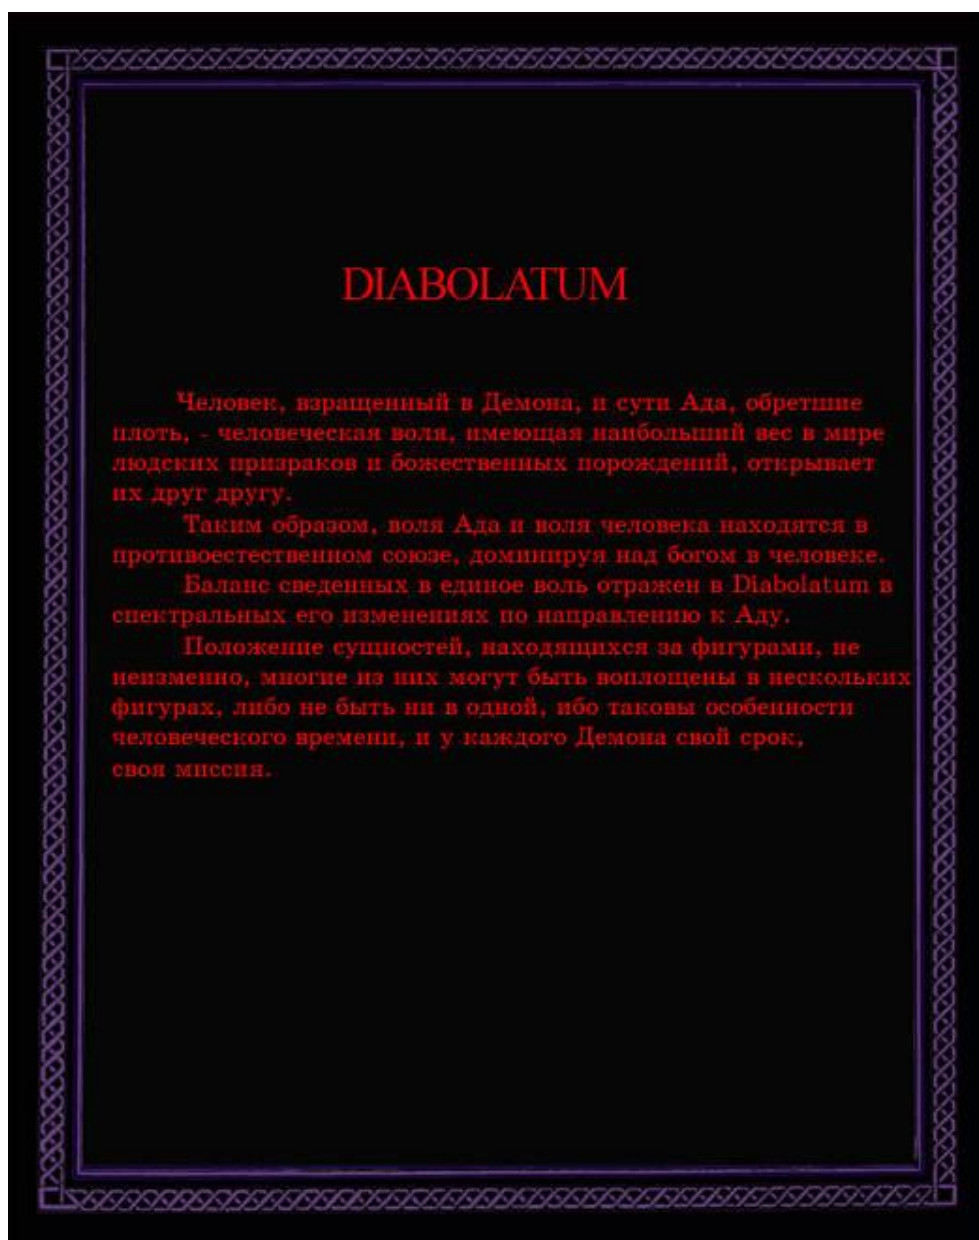 DIABOLATUM
Человек, взращенный в Демона, и сути Ада, обретшие
плоть, - человеческая воля, имеющая наибольший вес в мире
людских призраков и божественных порождений, открывает
их друг другу.
Таким образом, воля Ада и воля человека находятся в
противоестественном союзе, доминируя над богом в человеке.
Баланс сведенных в единое воль отражен в Diabolatum в
спектральных его изменениях по направлению к Аду.
Положение сущностей, находящихся за фигурами, не
неизменно, многие из них могут быть воплощены в нескольких
фигурах, либо не быть ни в одной, ибо таковы особенности
человеческого времени, и у каждого Демона свой срок,
своя миссия.